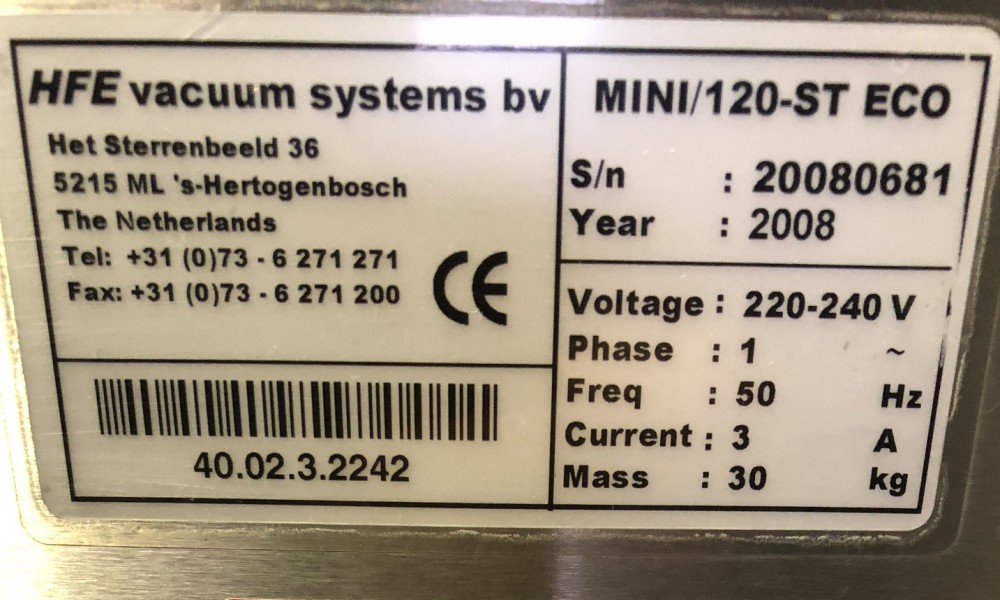 HFE vacuum systems bv
Het Sterrenbeeld 36
5215 ML 's-Hertogenbosch
The Netherlands
Tel: +31 (0)73 - 6 271 271
Fax: +31 (0)73 - 6 271 200
CE
40.02.3.2242
MINI/120-ST ECO
S/n : 20080681
Year : 2008
Voltage : 220-240 V
Phase : 1 ~
Freq : 50 Hz
Current : 3 A
Mass : 30 kg